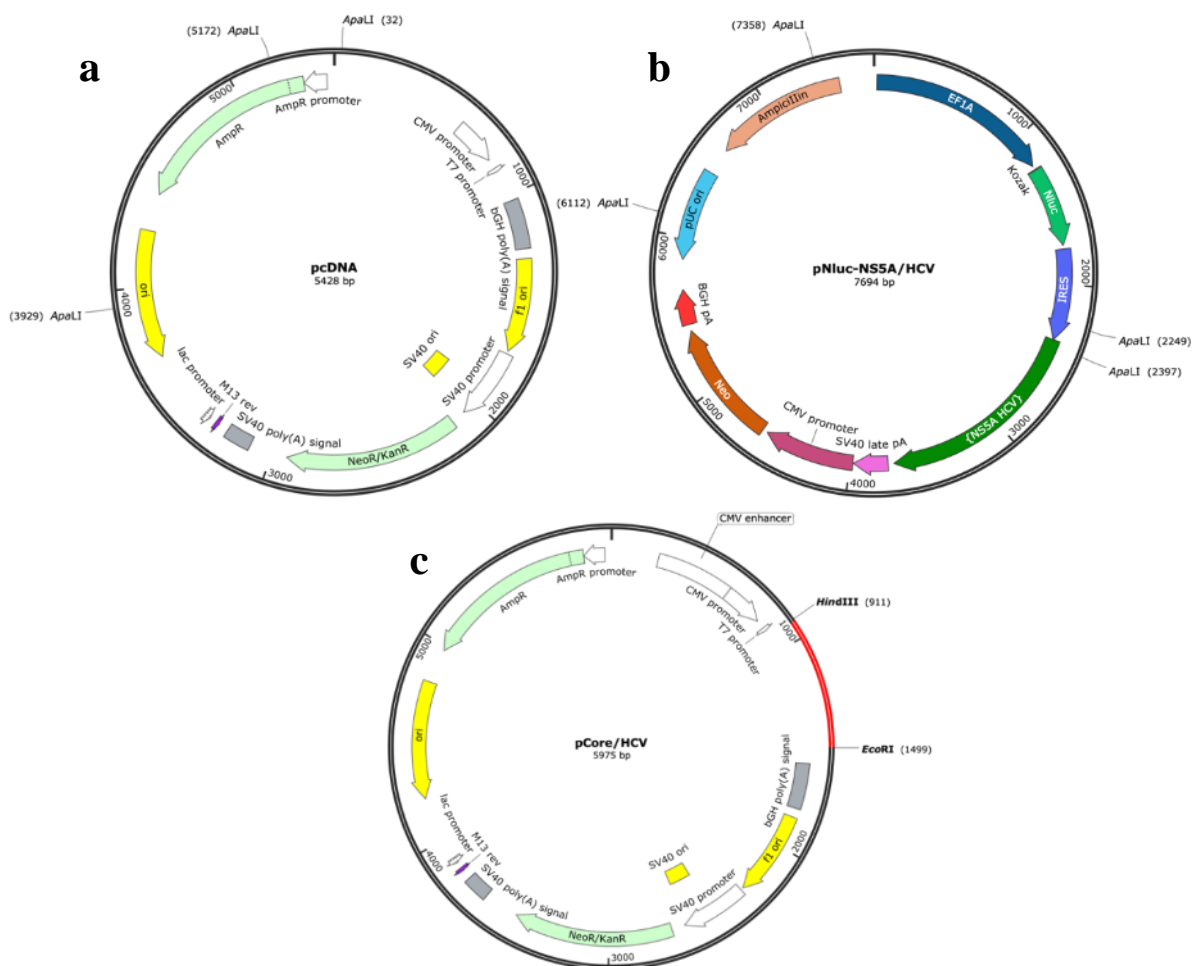 a
(5172) ApaLI
ApaLI (32)
5000
AmpR promoter
AmpR
CMV promoter
T7 promoter
1000
bGH poly(A) signal
f1 ori
pcDNA
5428 bp
ori
4000
(3929) ApaLI
SV40 ori
SV40 promoter
2000
lac promoter
M13 rev
SV40 poly(A) signal
NeoR/KanR
3000
b
(7358) ApaLI
7000
AmpiciIIin
EF1A
1000
Kozak
Nluc
(6112) ApaLI
pUC ori
6000
pNluc-NS5A/HCV
7694 bp
2000
IRES
ApaLI (2249)
ApaLI (2397)
BGH pA
Neo
5000
CMV promoter
SV40 late pA
{NS5A HCV}
3000
4000
c
CMV enhancer
AmpR promoter
AmpR
CMV promoter
T7 promoter
HindIII (911)
1000
5000
ori
pCore/HCV
5975 bp
EcoRI (1499)
bGH poly(A) signal
f1 ori
2000
lac promoter
M13 rev
4000
SV40 poly(A) signal
SV40 ori
SV40 promoter
NeoR/KanR
3000